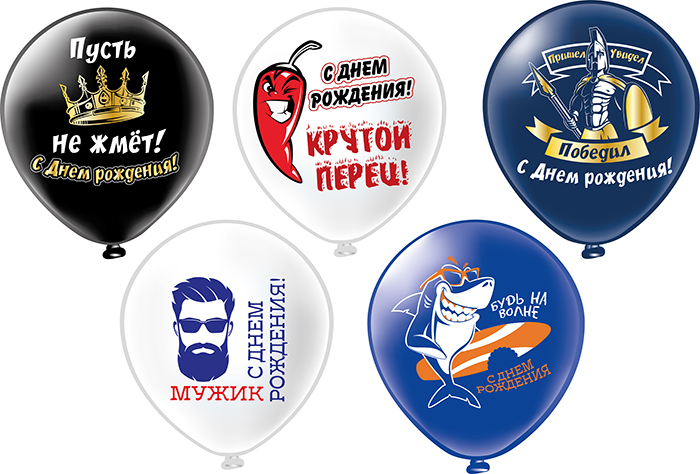 Пусть
не жмёт!
С Днем рождения!
С ДНЕМ
РОЖДЕНИЯ!
КРУТОЙ
ПЕРЕЦ!
Пришел Увидел
Победил
С Днем рождения!
МУЖИК
С ДНЕМ
РОЖДЕНИЯ!
БУДЬ НА
ВОЛНЕ
С ДНЕМ
РОЖДЕНИЯ